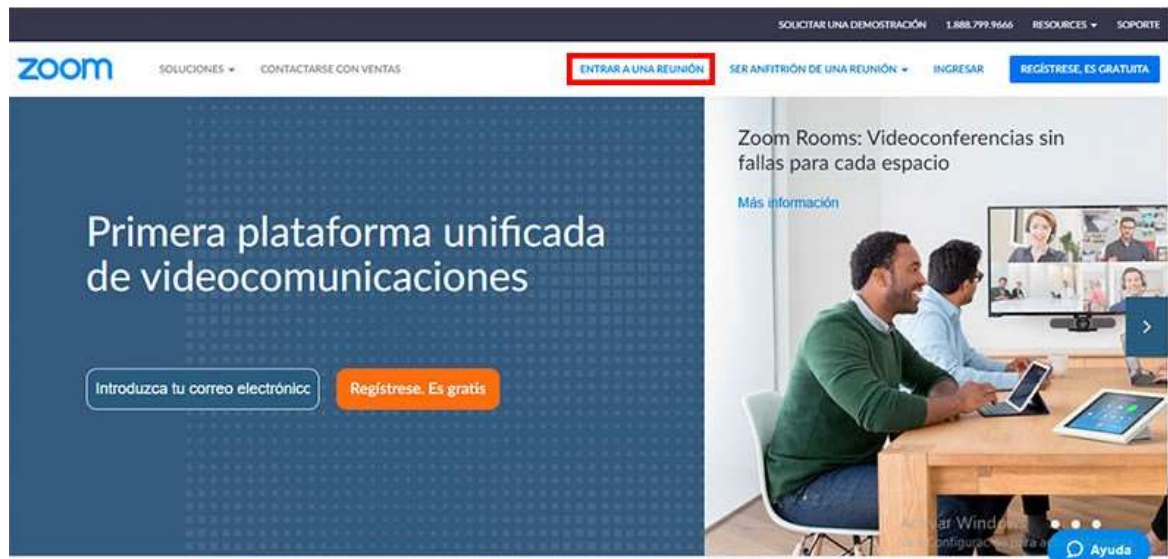 SOLICITAR UNA DEMOSTRACIÓN 1.888.799.9666 RESOURCES SOPORTE
zoom SOLUCIONES CONTACTARSE CON VENTAS ENTRAR A UNA REUNIÓN SER ANFITRIÓN DE UNA REUNIÓN INGRESAR REGÍSTRESE, ES GRATUITA
Zoom Rooms: Videoconferencias sin
fallas para cada espacio
Más información
Primera plataforma unificada
de videocomunicaciones
Introduzca tu correo electrónicc Regístrese. Es gratis
Ayuda